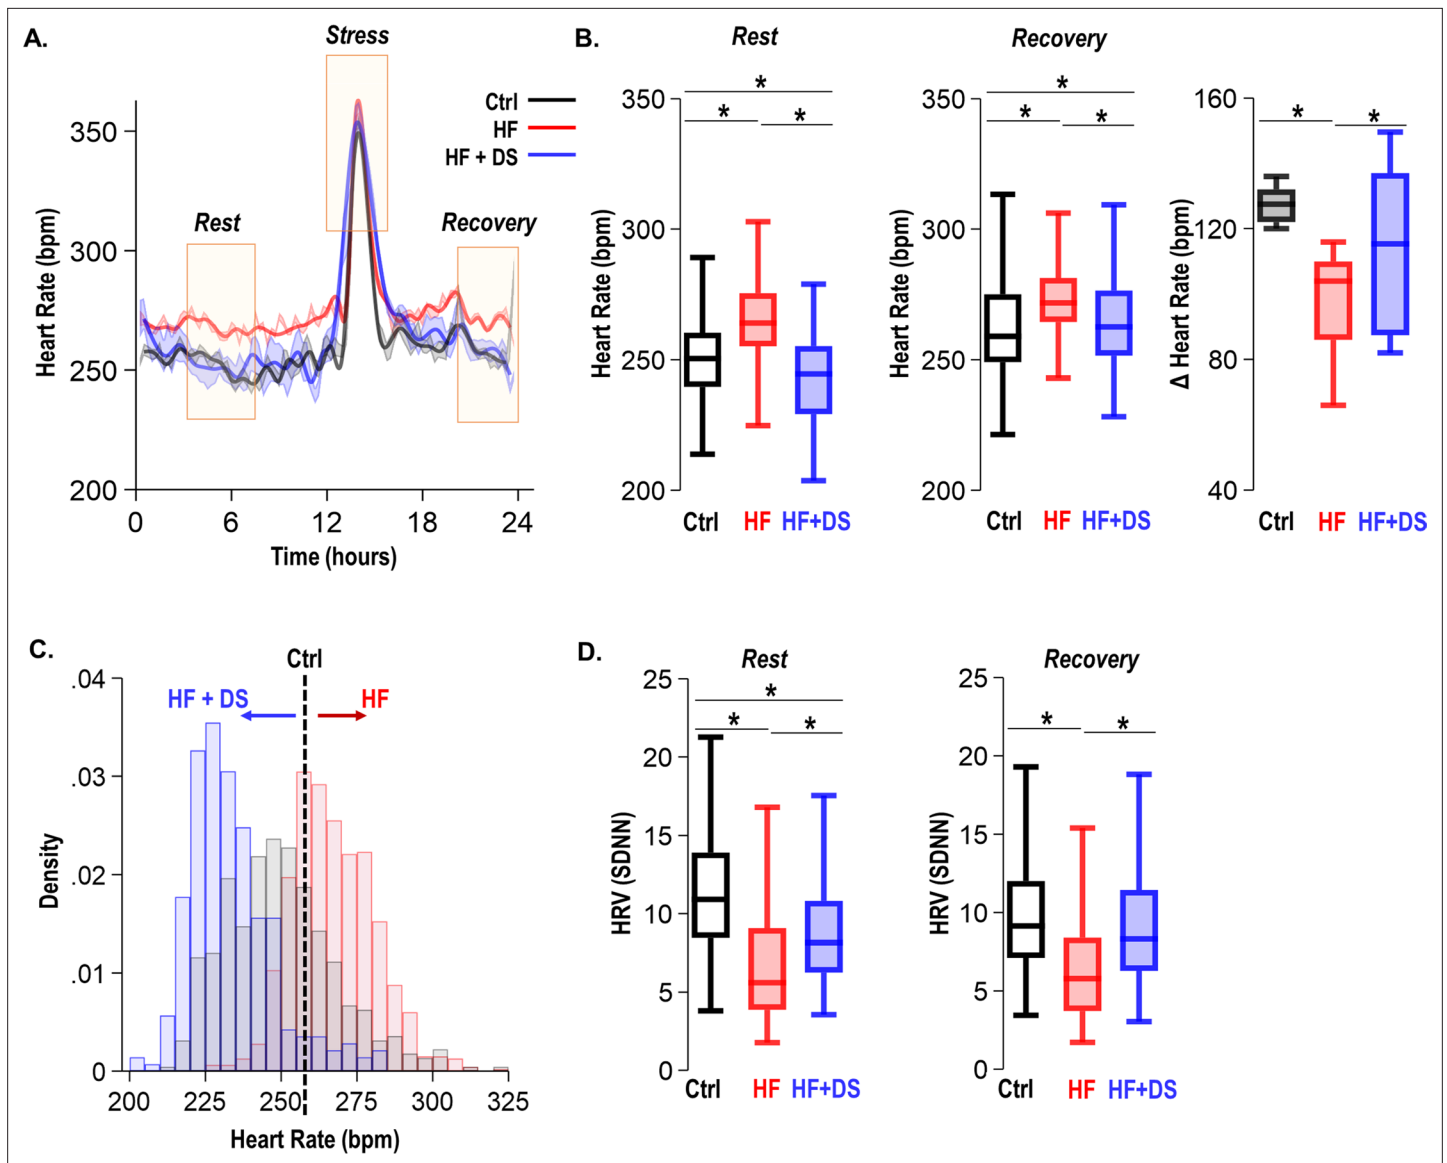 A.
Stress
Ctrl
HF
HF + DS
Rest
Recovery
Heart Rate (bpm)
350
300
250
200
0
6
12
18
24
Time (hours)
B.
Rest
* * *
Heart Rate (bpm)
350
300
250
200
Ctrl
HF
HF+DS
Recovery
* * *
Heart Rate (bpm)
350
300
250
200
Ctrl
HF
HF+DS
* *
Δ Heart Rate (bpm)
160
120
80
40
Ctrl
HF
HF+DS
C.
Ctrl
HF + DS
HF
Density
.04
.03
.02
.01
0
200
225
250
275
300
325
Heart Rate (bpm)
D.
Rest
* * *
HRV (SDNN)
25
20
15
10
5
0
Ctrl
HF
HF+DS
Recovery
* *
HRV (SDNN)
25
20
15
10
5
0
Ctrl
HF
HF+DS